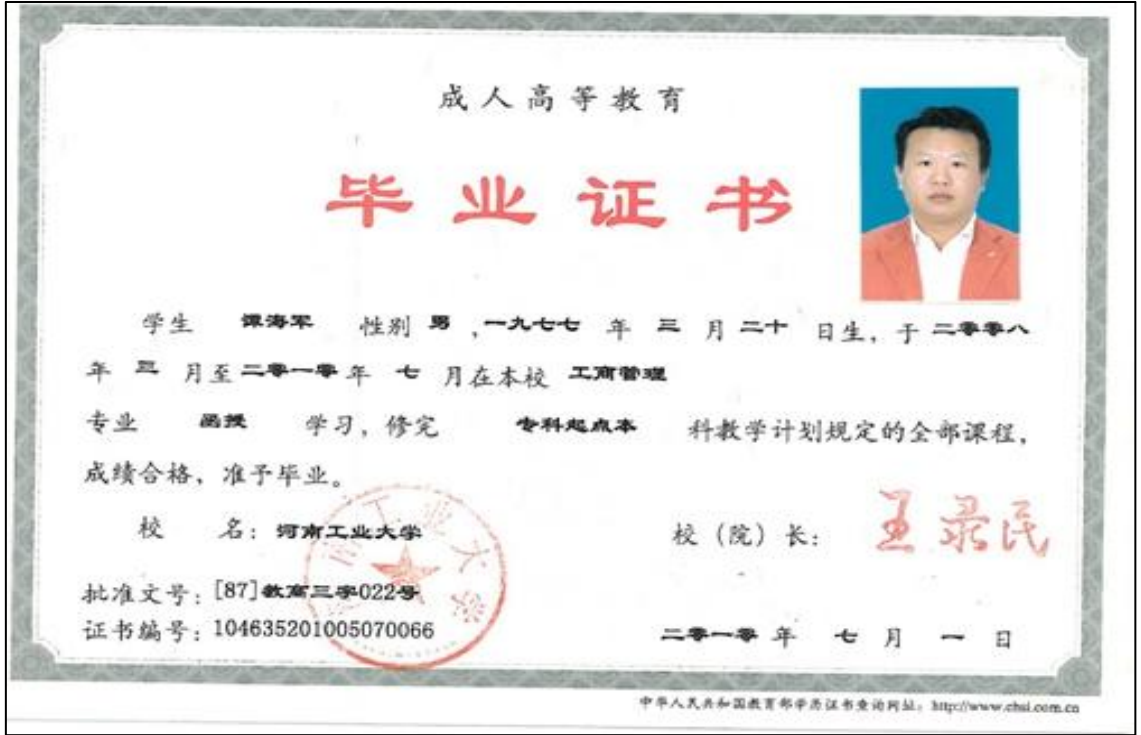 成人高等教育
毕业证书
学生 谭海军 性别 男 , 一九七七 年 三 月 二十 日生, 于 二零零八
年 三 月至 二零一零 年 七 月在本校 工商管理
专业 函授 学习, 修完 专科起点本 科教学计划规定的全部课程,
成绩合格, 准予毕业。
校 名: 河南工业大学
校 (院) 长: 王录民
批准文号: [87]教高三字022号
证书编号: 104635201005070066
二零一零 年 七 月 一 日
中华人民共和国教育部学历证书查询网址: http://www.chsi.com.cn